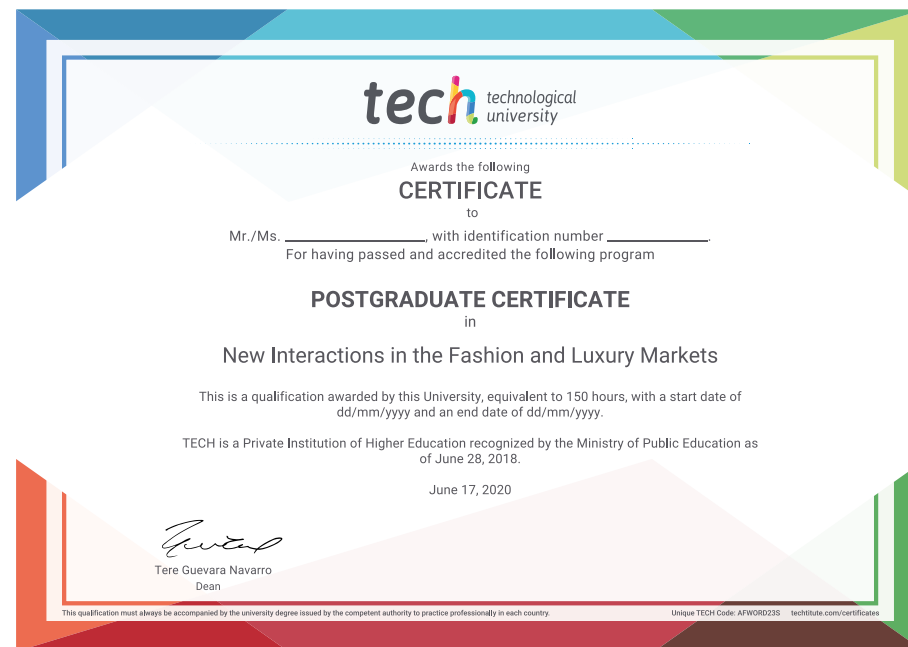 tech technological
university
Awards the following
CERTIFICATE
to
Mr./Ms. ____________________, with identification number ______________.
For having passed and accredited the following program
POSTGRADUATE CERTIFICATE
in
New Interactions in the Fashion and Luxury Markets
This is a qualification awarded by this University, equivalent to 150 hours, with a start date of
dd/mm/yyyy and an end date of dd/mm/yyyy.
TECH is a Private Institution of Higher Education recognized by the Ministry of Public Education as
of June 28, 2018.
June 17, 2020
Tere Guevara Navarro
Dean
This qualification must always be accompanied by the university degree issued by the competent authority to practice professionally in each country.
Unique TECH Code: AFWORD23S techtitute.com/certificates